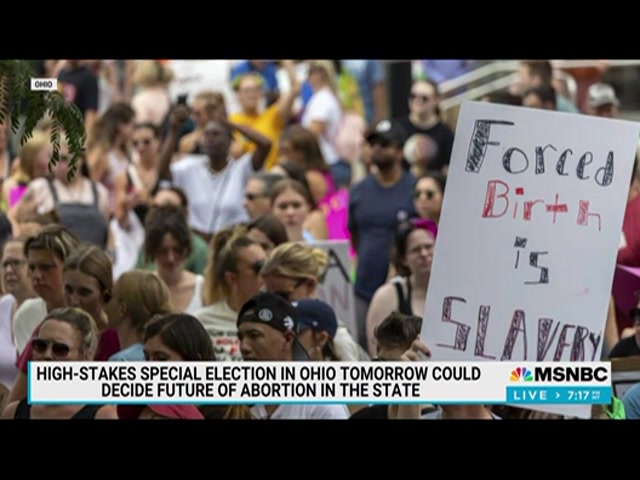 OHIO
Forced
Birth
is
SLAVERY
HIGH-STAKES SPECIAL ELECTION IN OHIO TOMORROW COULD
DECIDE FUTURE OF ABORTION IN THE STATE
MSNBC
LIVE > 7:17